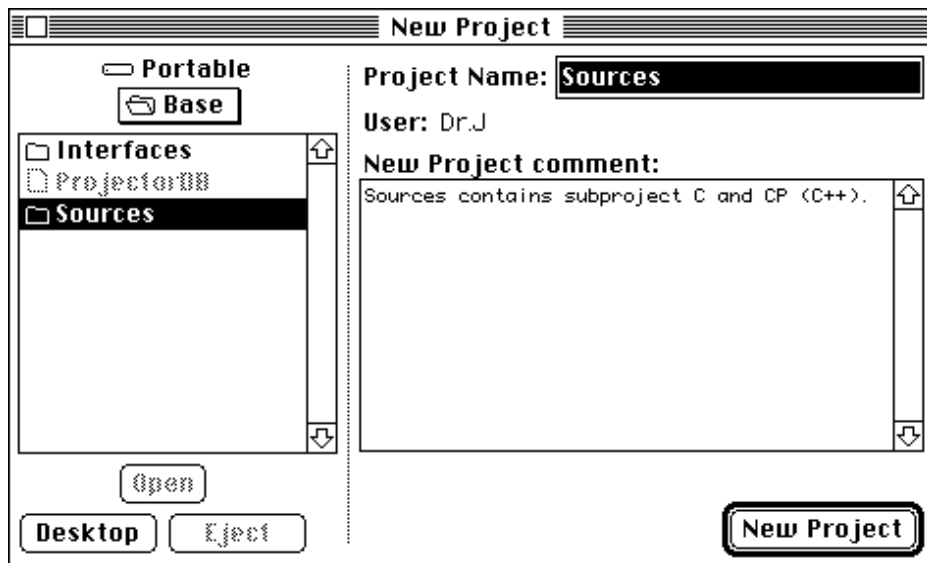 New Project
Portable
Base
Interfaces
ProjectorDB
Sources
Open
Desktop
Eject
Project Name: Sources
User: Dr.J
New Project comment:
Sources contains subproject C and CP (C++).
New Project